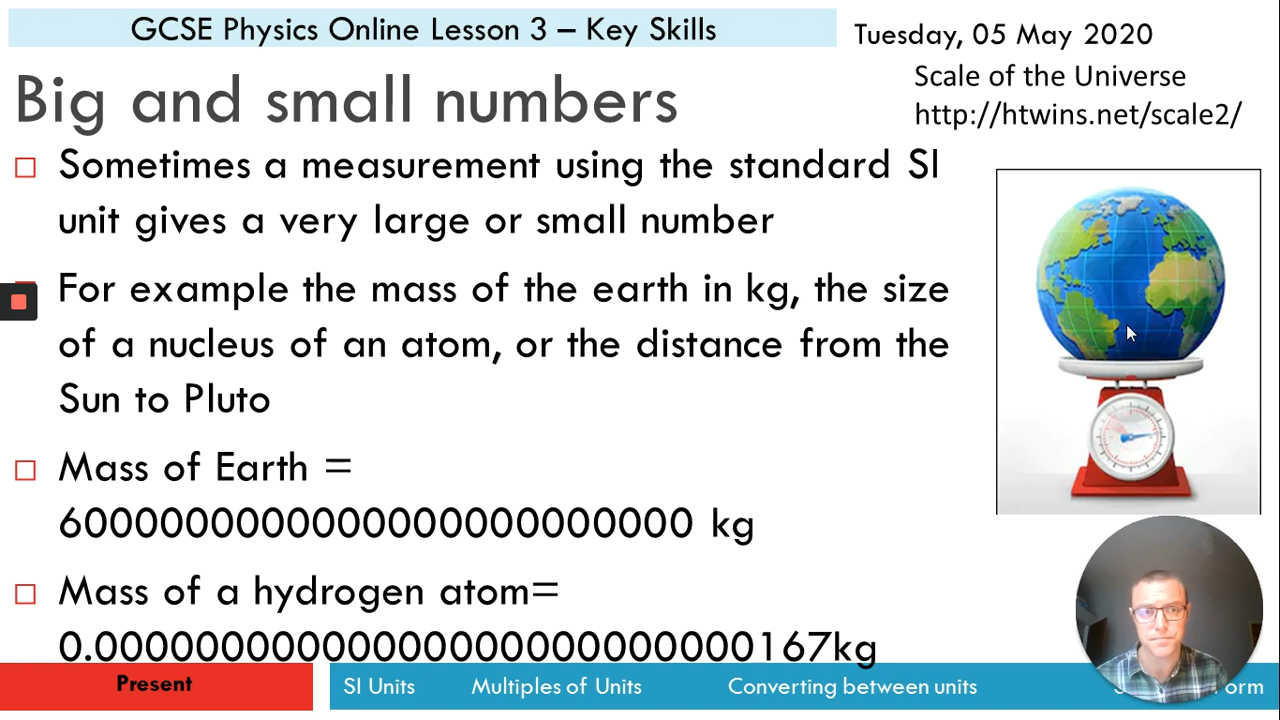 GCSE Physics Online Lesson 3 – Key Skills
Tuesday, 05 May 2020
Big and small numbers
Scale of the Universe
http://htwins.net/scale2/
Sometimes a measurement using the standard SI
unit gives a very large or small number
For example the mass of the earth in kg, the size
of a nucleus of an atom, or the distance from the
Sun to Pluto
Mass of Earth =
6000000000000000000000000 kg
Mass of a hydrogen atom=
0.00000000000000000000000000167kg
Present
SI Units
Multiples of Units
Converting between units